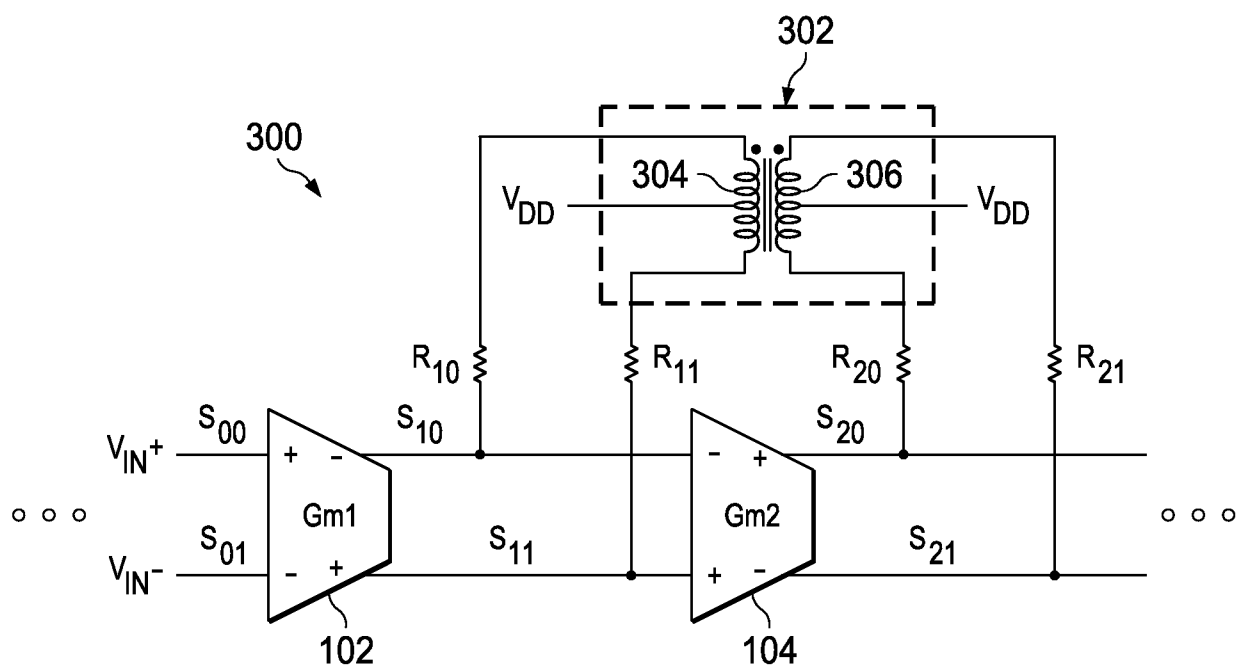 302
300
304
306
VDD
VDD
R10
R11
R20
R21
VIN+
S00
S10
S20
+
-
-
+
Gm1
Gm2
VIN-
S01
S11
S21
-
+
+
-
102
104